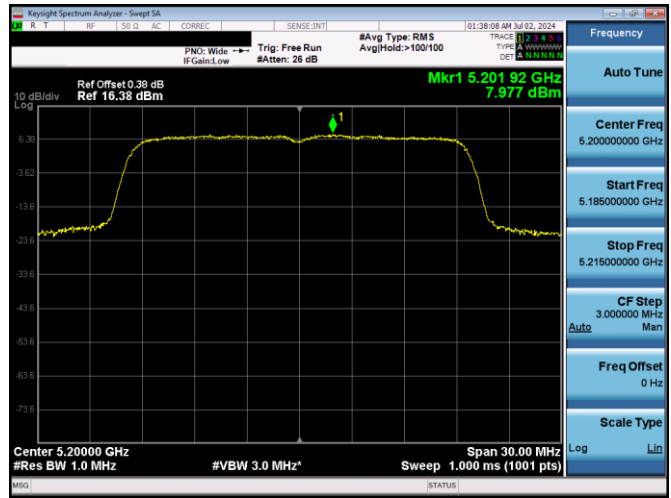 Keysight Spectrum Analyzer - Swept SA
R T RF 50 Ω AC CORREC SENSE:INT 01:38:08 AM Jul 02, 2024
PNO: Wide
IFGain:Low
Trig: Free Run
#Atten: 26 dB
#Avg Type: RMS
Avg|Hold:>100/100
TRACE 1 2 3 4 5 6
TYPE A WWWWW
DET A N N N N N
Ref Offset 0.38 dB
10 dB/div Ref 16.38 dBm
Log
Mkr1 5.201 92 GHz
7.977 dBm
1
6.38
-3.62
-13.6
-23.6
-33.6
-43.6
-53.6
-63.6
-73.6
Center 5.20000 GHz Span 30.00 MHz
#Res BW 1.0 MHz #VBW 3.0 MHz* Sweep 1.000 ms (1001 pts)
MSG STATUS
Frequency
Auto Tune
Center Freq
5.200000000 GHz
Start Freq
5.185000000 GHz
Stop Freq
5.215000000 GHz
CF Step
3.000000 MHz
Auto Man
Freq Offset
0 Hz
Scale Type
Log Lin